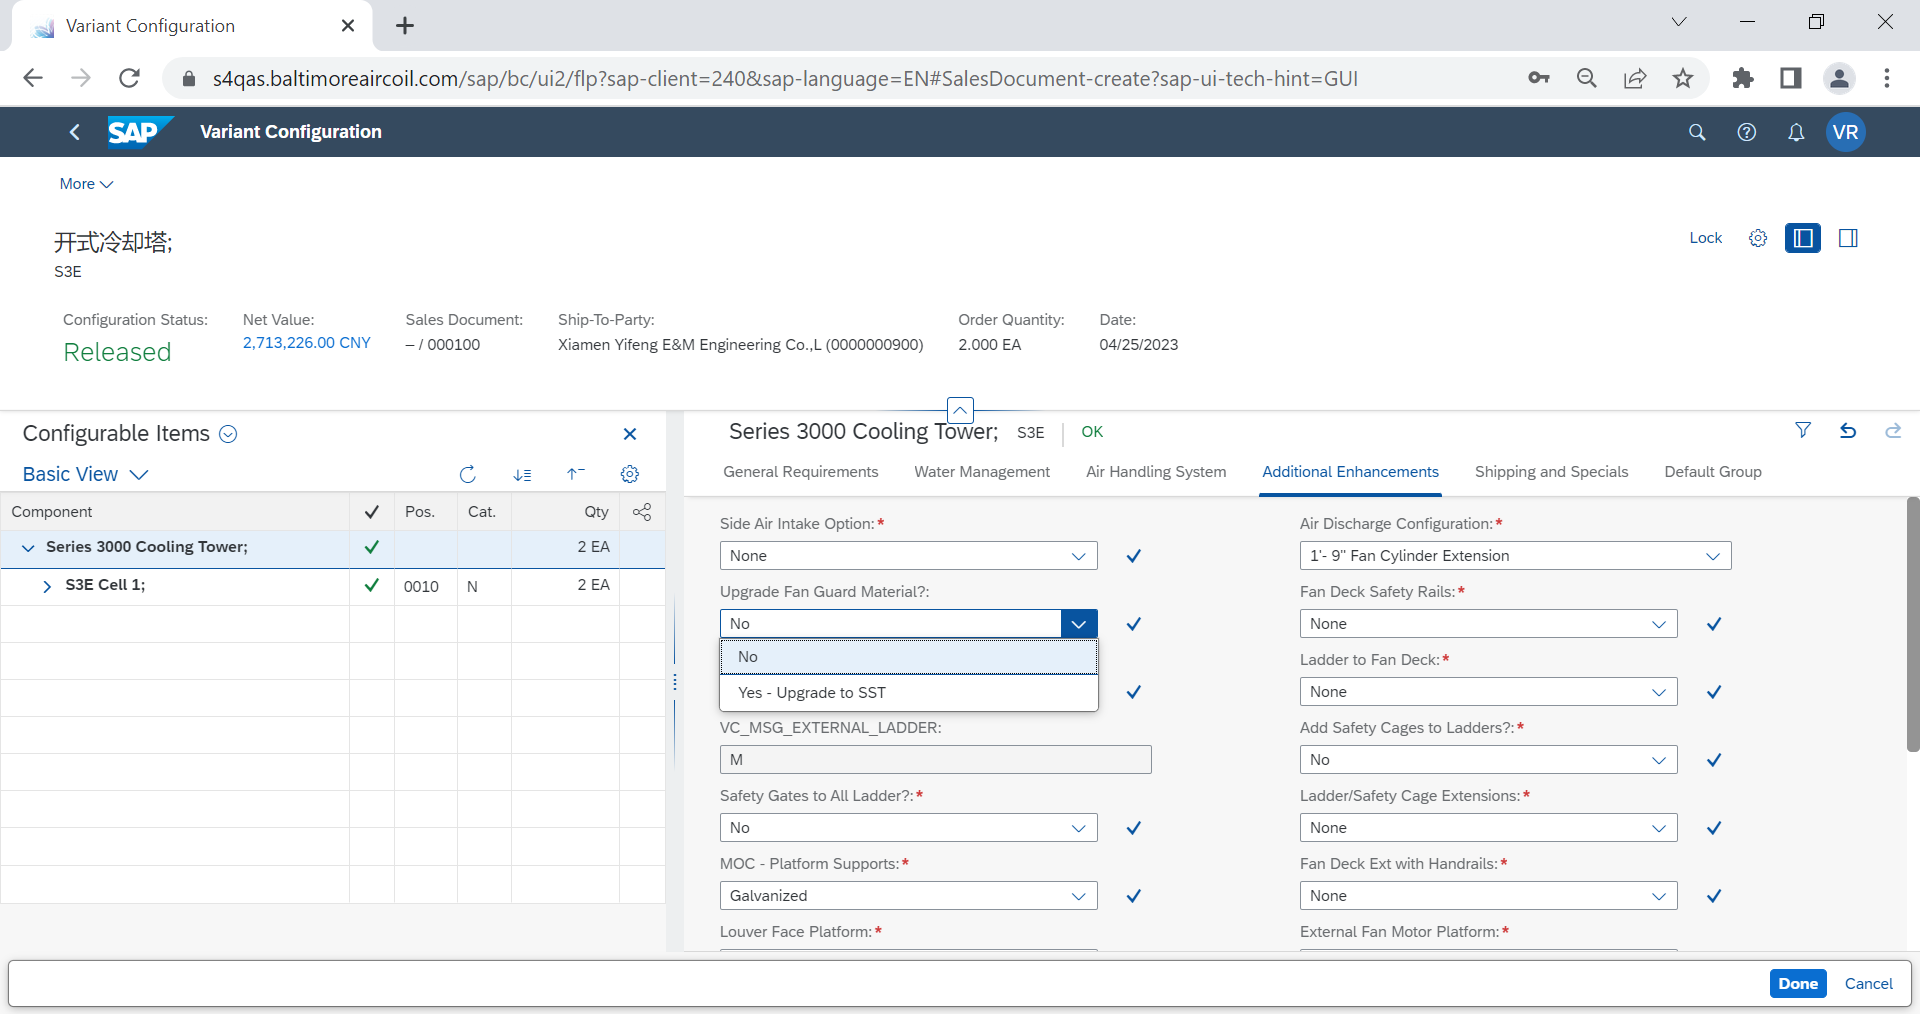 Variant Configuration
s4qas.baltimoreaircoil.com/sap/bc/ui2/flp?sap-client=240&sap-language=EN#SalesDocument-create?sap-ui-tech-hint=GUI
SAP Variant Configuration VR
More
开式冷却塔;
S3E
Lock
Configuration Status: Net Value: Sales Document: Ship-To-Party: Order Quantity: Date:
Released 2,713,226.00 CNY – / 000100 Xiamen Yifeng E&M Engineering Co.,L (0000000900) 2.000 EA 04/25/2023
Configurable Items
Basic View
Component Pos. Cat. Qty
Series 3000 Cooling Tower; 2 EA
S3E Cell 1; 0010 N 2 EA
Series 3000 Cooling Tower; S3E OK
General Requirements Water Management Air Handling System Additional Enhancements Shipping and Specials Default Group
Side Air Intake Option:* Air Discharge Configuration:*
None 1'- 9" Fan Cylinder Extension
Upgrade Fan Guard Material?: Fan Deck Safety Rails:*
No None
No Ladder to Fan Deck:*
Yes - Upgrade to SST None
VC_MSG_EXTERNAL_LADDER: Add Safety Cages to Ladders?:*
M No
Safety Gates to All Ladder?:* Ladder/Safety Cage Extensions:*
No None
MOC - Platform Supports:* Fan Deck Ext with Handrails:*
Galvanized None
Louver Face Platform:* External Fan Motor Platform:*
Done Cancel